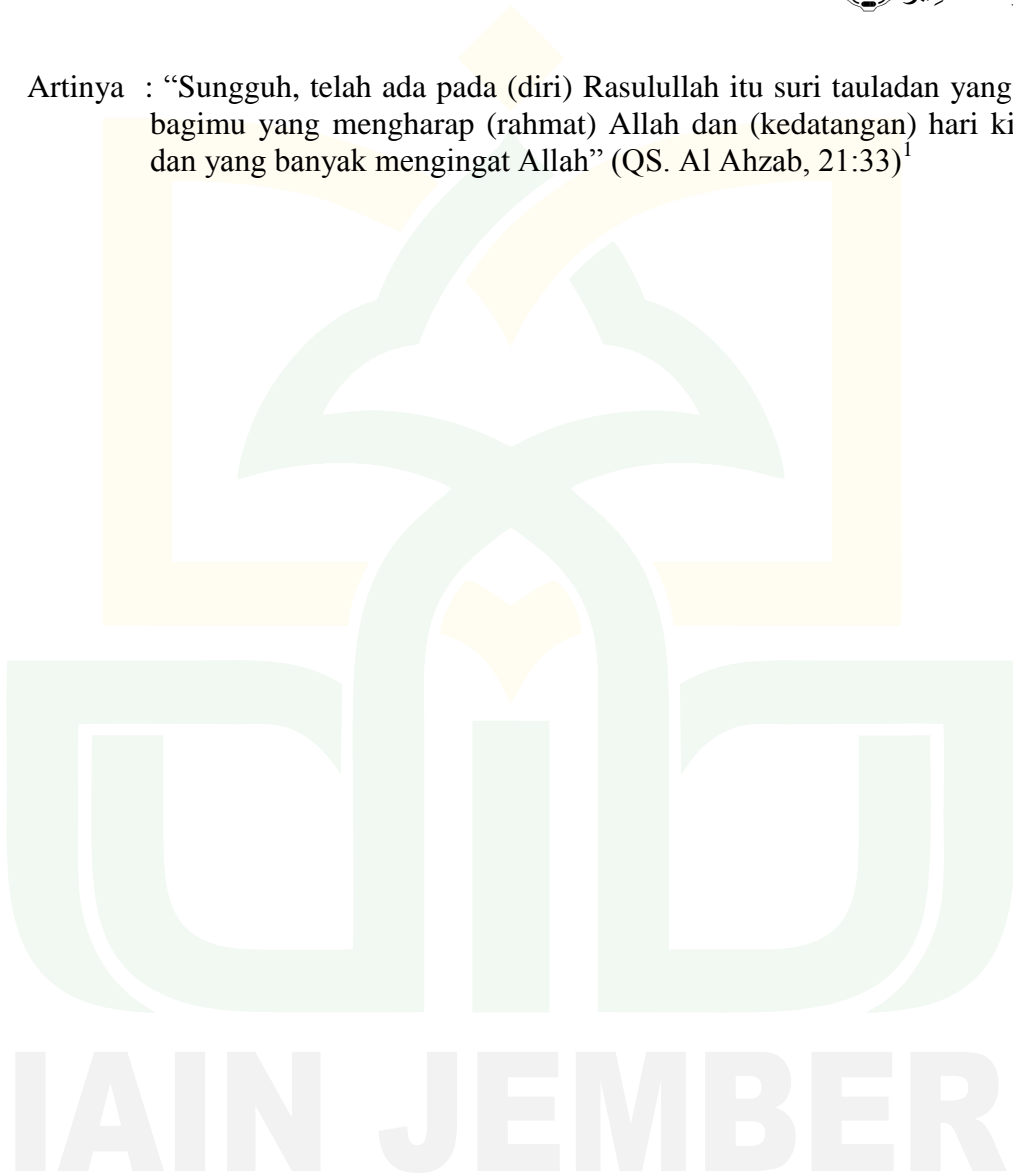 Artinya : “Sungguh, telah ada pada (diri) Rasulullah itu suri tauladan yang
bagimu yang mengharap (rahmat) Allah dan (kedatangan) hari ki
dan yang banyak mengingat Allah” (QS. Al Ahzab, 21:33)1
IAIN JEMBER